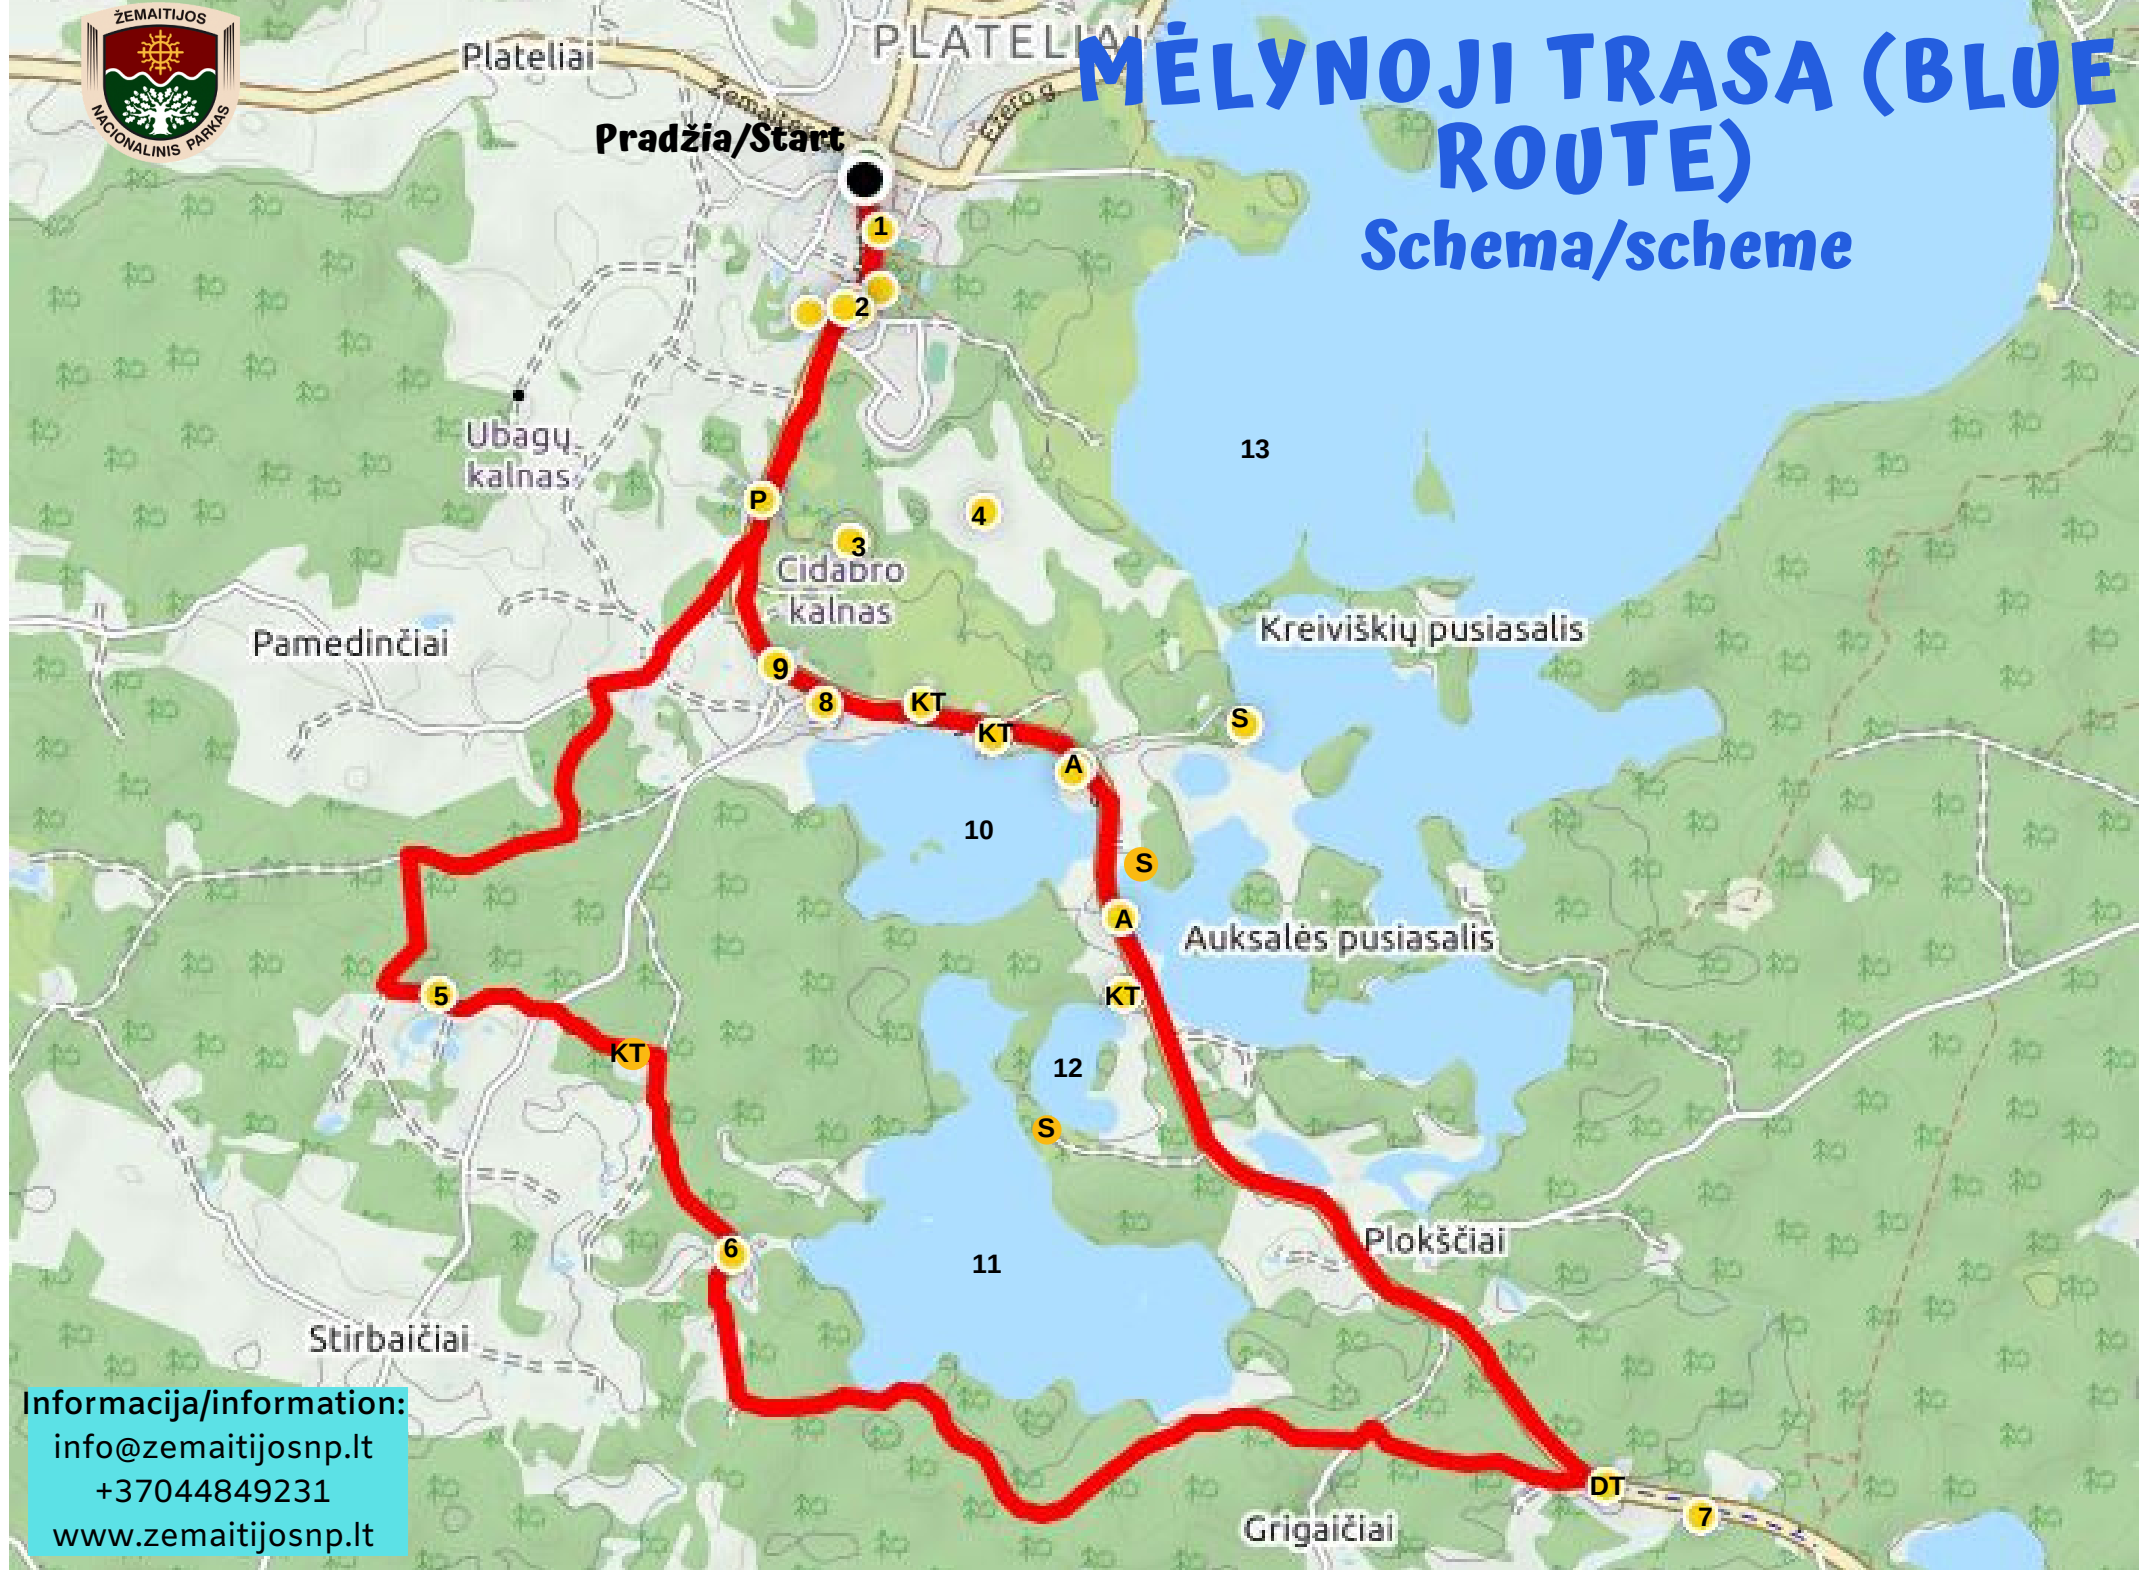 ŽEMAITIJOS
NACIONALINIS PARKAS
Plateliai
PLATELIAI
MĖLYNOJI TRASA (BLUE
ROUTE)
Schema/scheme
Ežero g.
Pradžia/Start
1
2
13
Ubagų
kalnas
P
4
3
Cidabro
kalnas
Kreiviškių pusiasalis
Pamedinčiai
9
8
KT
KT
S
A
10
S
A
Auksalės pusiasalis
5
KT
KT
12
S
6
11
Plokščiai
Stirbaičiai
DT
7
Grigaičiai
Informacija/information:
info@zemaitijosnp.lt
+37044849231
www.zemaitijosnp.lt